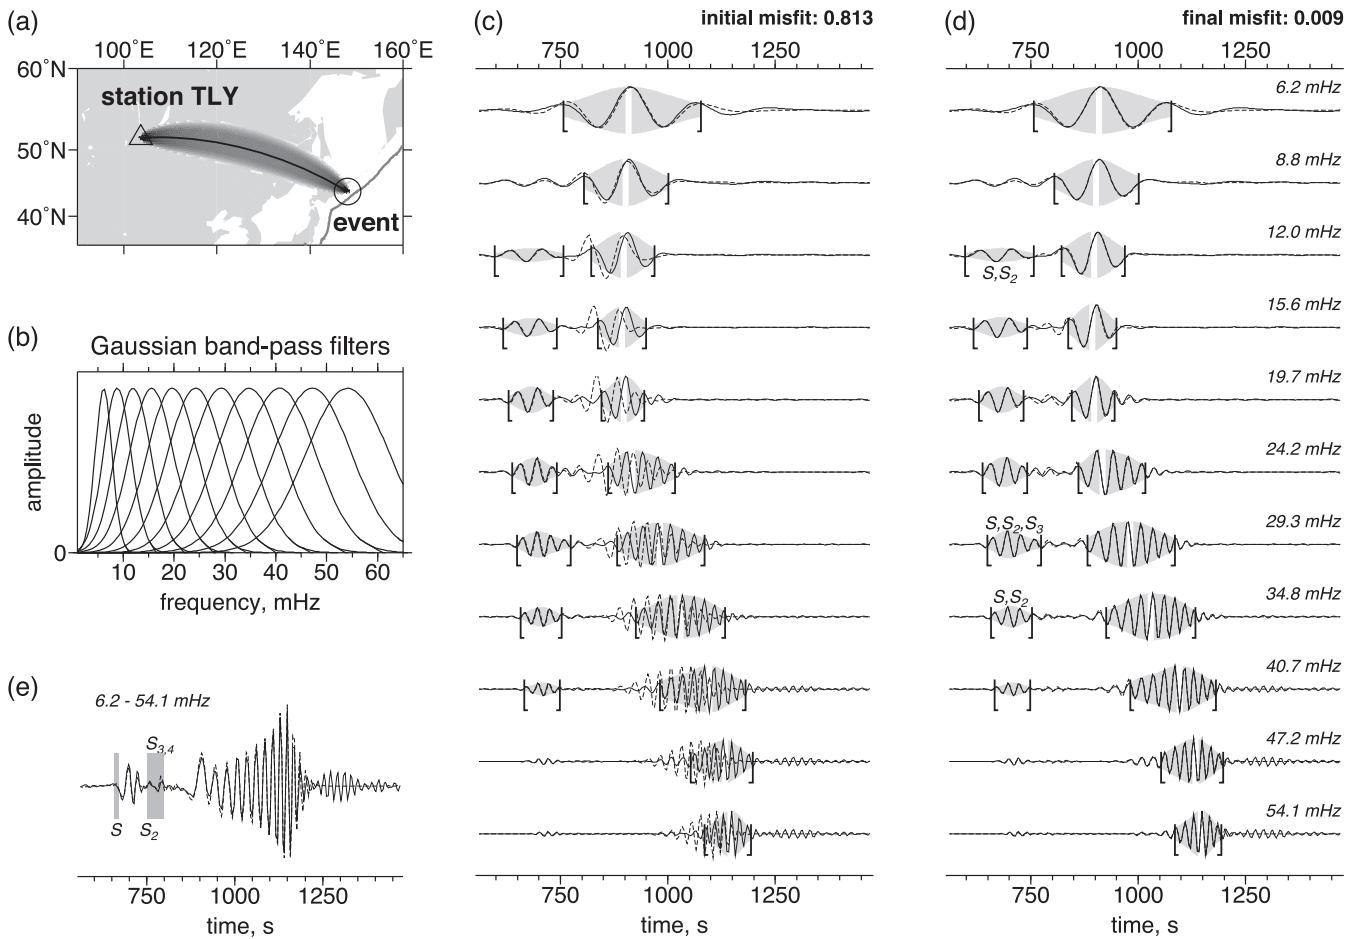 (a)
100°E 120°E 140°E 160°E
60°N
50°N
40°N
station TLY
event
(b)
Gaussian band-pass filters
amplitude
0
10 20 30 40 50 60
frequency, mHz
(e)
6.2 - 54.1 mHz
S3,4
S
S2
750 1000 1250
time, s
(c)
initial misfit: 0.813
750 1000 1250
750 1000 1250
time, s
(d)
final misfit: 0.009
750 1000 1250
6.2 mHz
8.8 mHz
12.0 mHz
S,S2
15.6 mHz
19.7 mHz
24.2 mHz
29.3 mHz
S,S2,S3
34.8 mHz
S,S2
40.7 mHz
47.2 mHz
54.1 mHz
750 1000 1250
time, s